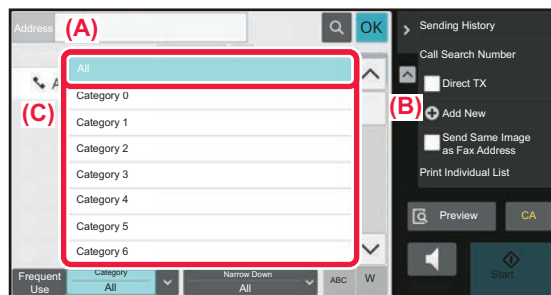 Address
(A)
OK
All
Category 0
Category 1
Category 2
Category 3
Category 4
Category 5
Category 6
(C)
A
Frequent
Use
Category
All
Narrow Down
All
ABC
W
Sending History
Call Search Number
Direct TX
(B)
Add New
Send Same Image
as Fax Address
Print Individual List
Preview
CA
Start